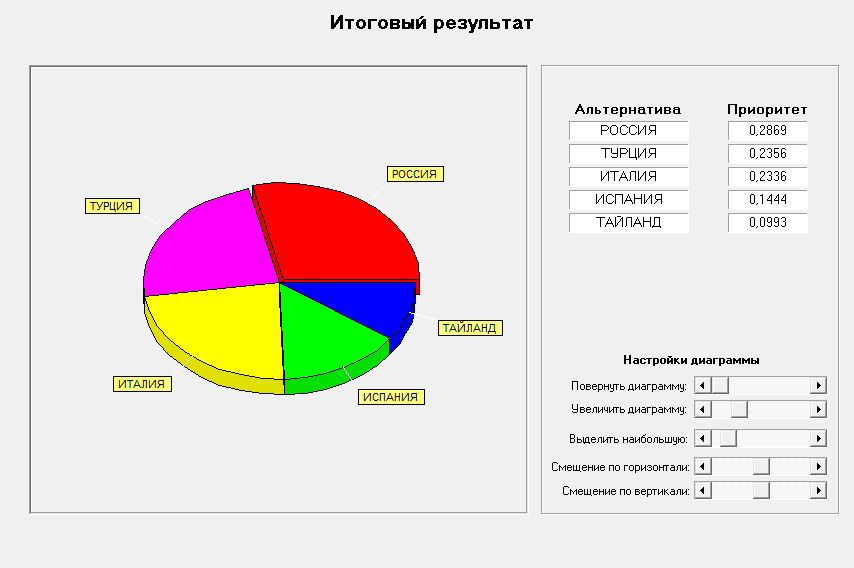 Итоговый результат
РОССИЯ
ТУРЦИЯ
ТАЙЛАНД
ИТАЛИЯ
ИСПАНИЯ
Альтернатива Приоритет
РОССИЯ 0,2869
ТУРЦИЯ 0,2356
ИТАЛИЯ 0,2336
ИСПАНИЯ 0,1444
ТАЙЛАНД 0,0993
Настройки диаграммы
Повернуть диаграмму:
Увеличить диаграмму:
Выделить наибольшую:
Смещение по горизонтали:
Смещение по вертикали: